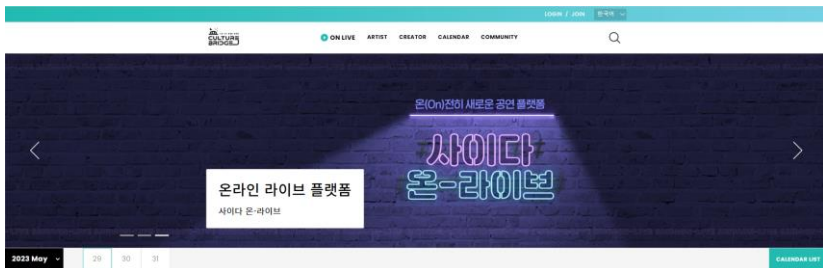 LOGIN / JOIN 한국어
CULTURE
BRIDGE
ON LIVE ARTIST CREATOR CALENDAR COMMUNITY
온(On)전히 새로운 공연 플랫폼
사이다
온-라이브
온라인 라이브 플랫폼
사이다 온-라이브
2023 May 29 30 31 CALENDAR LIST